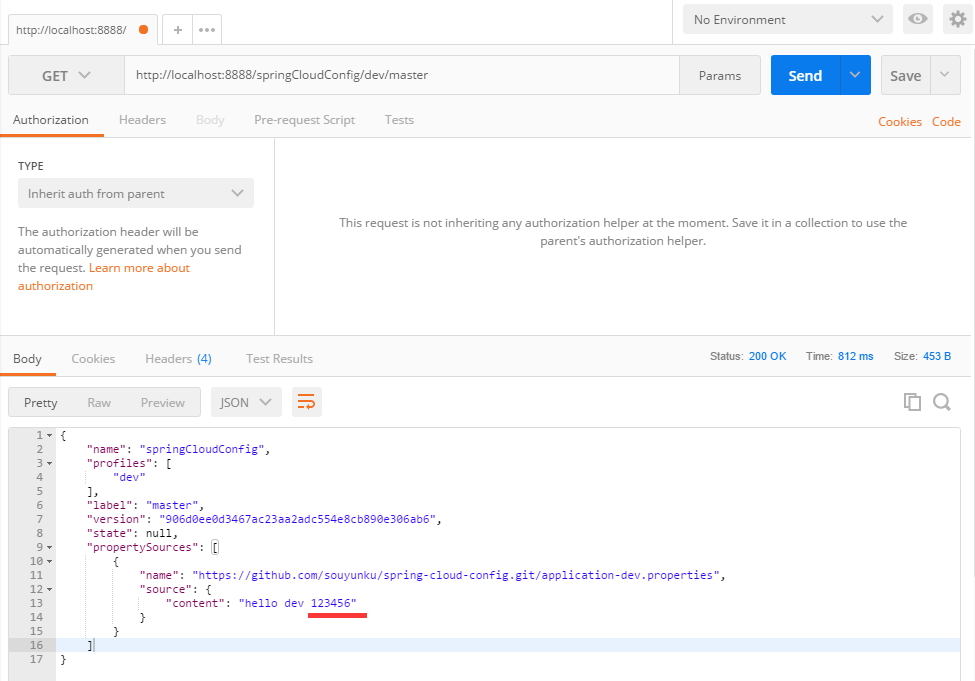 http://localhost:8888/
+
•••
No Environment
GET
http://localhost:8888/springCloudConfig/dev/master
Params
Send
Save
Authorization
Headers
Body
Pre-request Script
Tests
Cookies
Code
TYPE
Inherit auth from parent
The authorization header will be
automatically generated when you send
the request. Learn more about
authorization
This request is not inheriting any authorization helper at the moment. Save it in a collection to use the
parent's authorization helper.
Body
Cookies
Headers (4)
Test Results
Status: 200 OK
Time: 812 ms
Size: 453 B
Pretty
Raw
Preview
JSON
1 {
2 "name": "springCloudConfig",
3 "profiles": [
4 "dev"
5 ],
6 "label": "master",
7 "version": "906d0ee0d3467ac23aa2adc554e8cb890e306ab6",
8 "state": null,
9 "propertySources": [
10 {
11 "name": "https://github.com/souyunku/spring-cloud-config.git/application-dev.properties",
12 "source": {
13 "content": "hello dev 123456"
14 }
15 }
16 ]
17 }